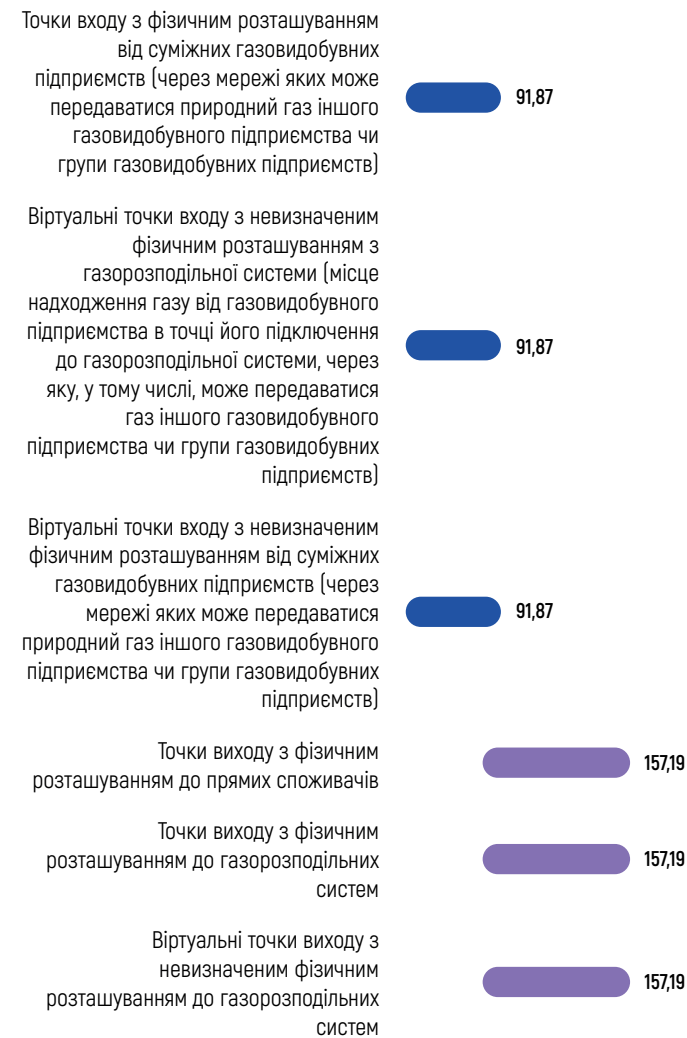 Точки входу з фізичним розташуванням
від суміжних газовидобувних
підприємств (через мережі яких може
передаватися природний газ іншого
газовидобувного підприємства чи
групи газовидобувних підприємств)
91,87
Віртуальні точки входу з невизначеним
фізичним розташуванням з
газорозподільної системи (місце
надходження газу від газовидобувного
підприємства в точці його підключення
до газорозподільної системи, через
яку, у тому числі, може передаватися
газ іншого газовидобувного
підприємства чи групи газовидобувних
підприємств)
91,87
Віртуальні точки входу з невизначеним
фізичним розташуванням від суміжних
газовидобувних підприємств (через
мережі яких може передаватися
природний газ іншого газовидобувного
підприємства чи групи газовидобувних
підприємств)
91,87
Точки виходу з фізичним
розташуванням до прямих споживачів
157,19
Точки виходу з фізичним
розташуванням до газорозподільних
систем
157,19
Віртуальні точки виходу з
невизначеним фізичним
розташуванням до газорозподільних
систем
157,19